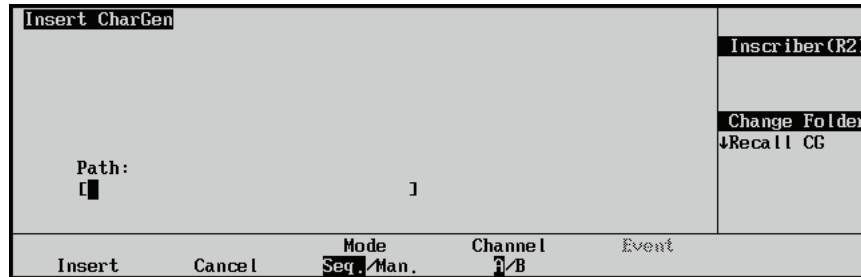 Insert CharGen
Inscriber(R2)
Change Folder
↓Recall CG
Path:
[ ]
Mode Channel Event
Insert Cancel Seq./Man. A/B